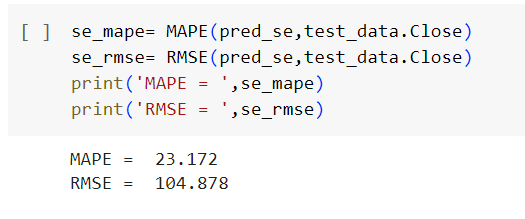 [ ] se_mape= MAPE(pred_se,test_data.Close)
se_rmse= RMSE(pred_se,test_data.Close)
print('MAPE = ',se_mape)
print('RMSE = ',se_rmse)
MAPE =  23.172
RMSE =  104.878